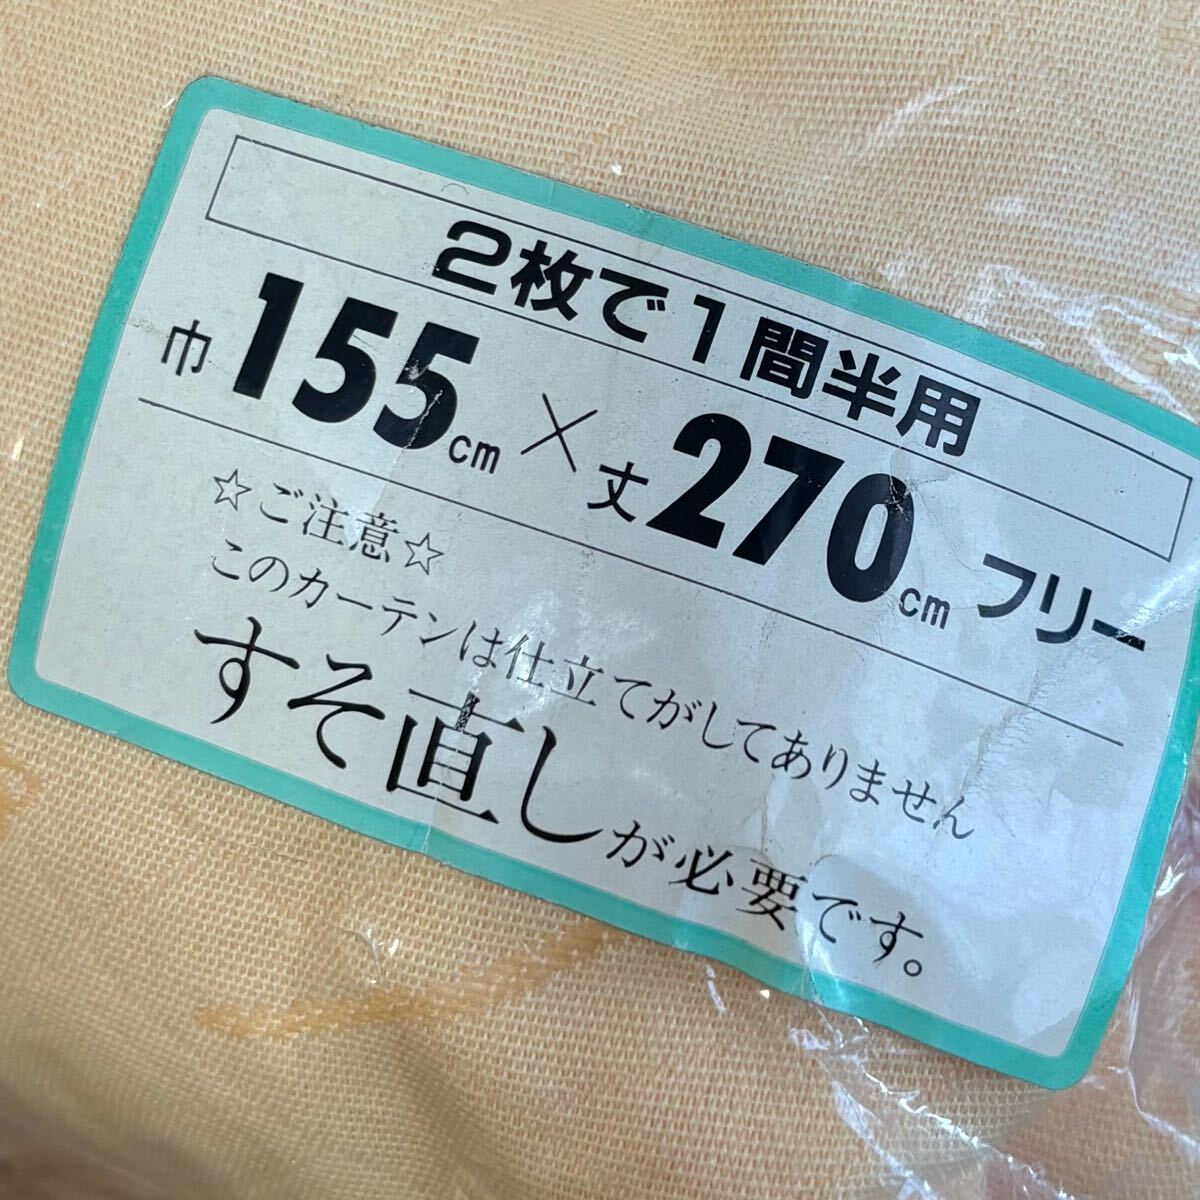 2枚で1間半用
巾155cm×丈270cmフリー
☆ご注意☆
このカーテンは仕立てがしてありません
すそ直しが必要です。